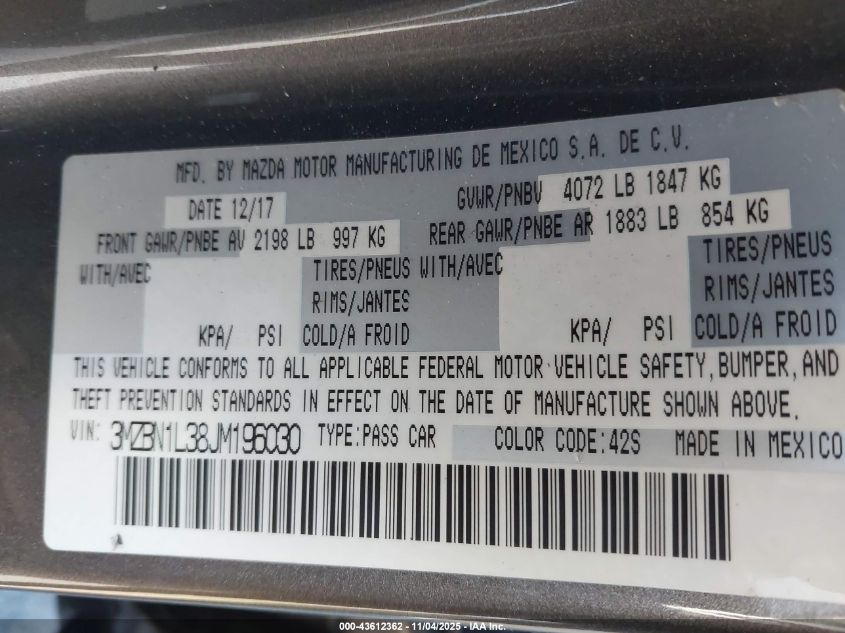 MFD. BY MAZDA MOTOR MANUFACTURING DE MEXICO S.A. DE C.V.
DATE 12/17 GVWR/PNBV 4072 LB 1847 KG
FRONT GAWR/PNBE AV 2198 LB 997 KG REAR GAWR/PNBE AR 1883 LB 854 KG
WITH/AVEC TIRES/PNEUS WITH/AVEC TIRES/PNEUS
RIMS/JANTES RIMS/JANTES
KPA/ PSI COLD/A FROID KPA/ PSI COLD/A FROID
THIS VEHICLE CONFORMS TO ALL APPLICABLE FEDERAL MOTOR VEHICLE SAFETY, BUMPER, AND
THEFT PREVENTION STANDARDS IN EFFECT ON THE DATE OF MANUFACTURE SHOWN ABOVE.
VIN: 3MZBN1L38JM196030 TYPE:PASS CAR COLOR CODE:42S MADE IN MEXICO
000-43612362 - 11/04/2025 - IAA Inc.